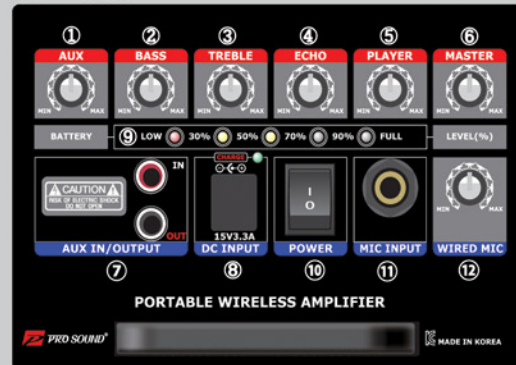 ① ② ③ ④ ⑤ ⑥
AUX BASS TREBLE ECHO PLAYER MASTER
MIN MAX MIN MAX MIN MAX MIN MAX MIN MAX MIN MAX
BATTERY ⑨ LOW 30% 50% 70% 90% FULL LEVEL(%)
CHARGE
IN
CAUTION
RISK OF ELECTRIC SHOCK
DO NOT OPEN
I
O
MIN MAX
OUT
15V3.3A
AUX IN/OUTPUT DC INPUT POWER MIC INPUT WIRED MIC
⑦ ⑧ ⑩ ⑪ ⑫
PORTABLE WIRELESS AMPLIFIER
PRO SOUND® MADE IN KOREA